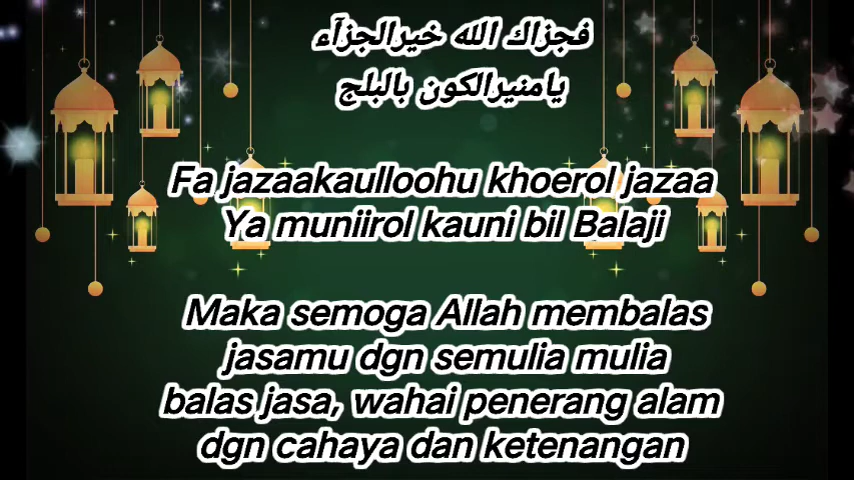 فجزاك الله خيرالجزآء
يامنيرالكون بالبلج
Fa jazaakaulloohu khoerol jazaa
Ya muniirol kauni bil Balaji
Maka semoga Allah membalas
jasamu dgn semulia mulia
balas jasa, wahai penerang alam
dgn cahaya dan ketenangan